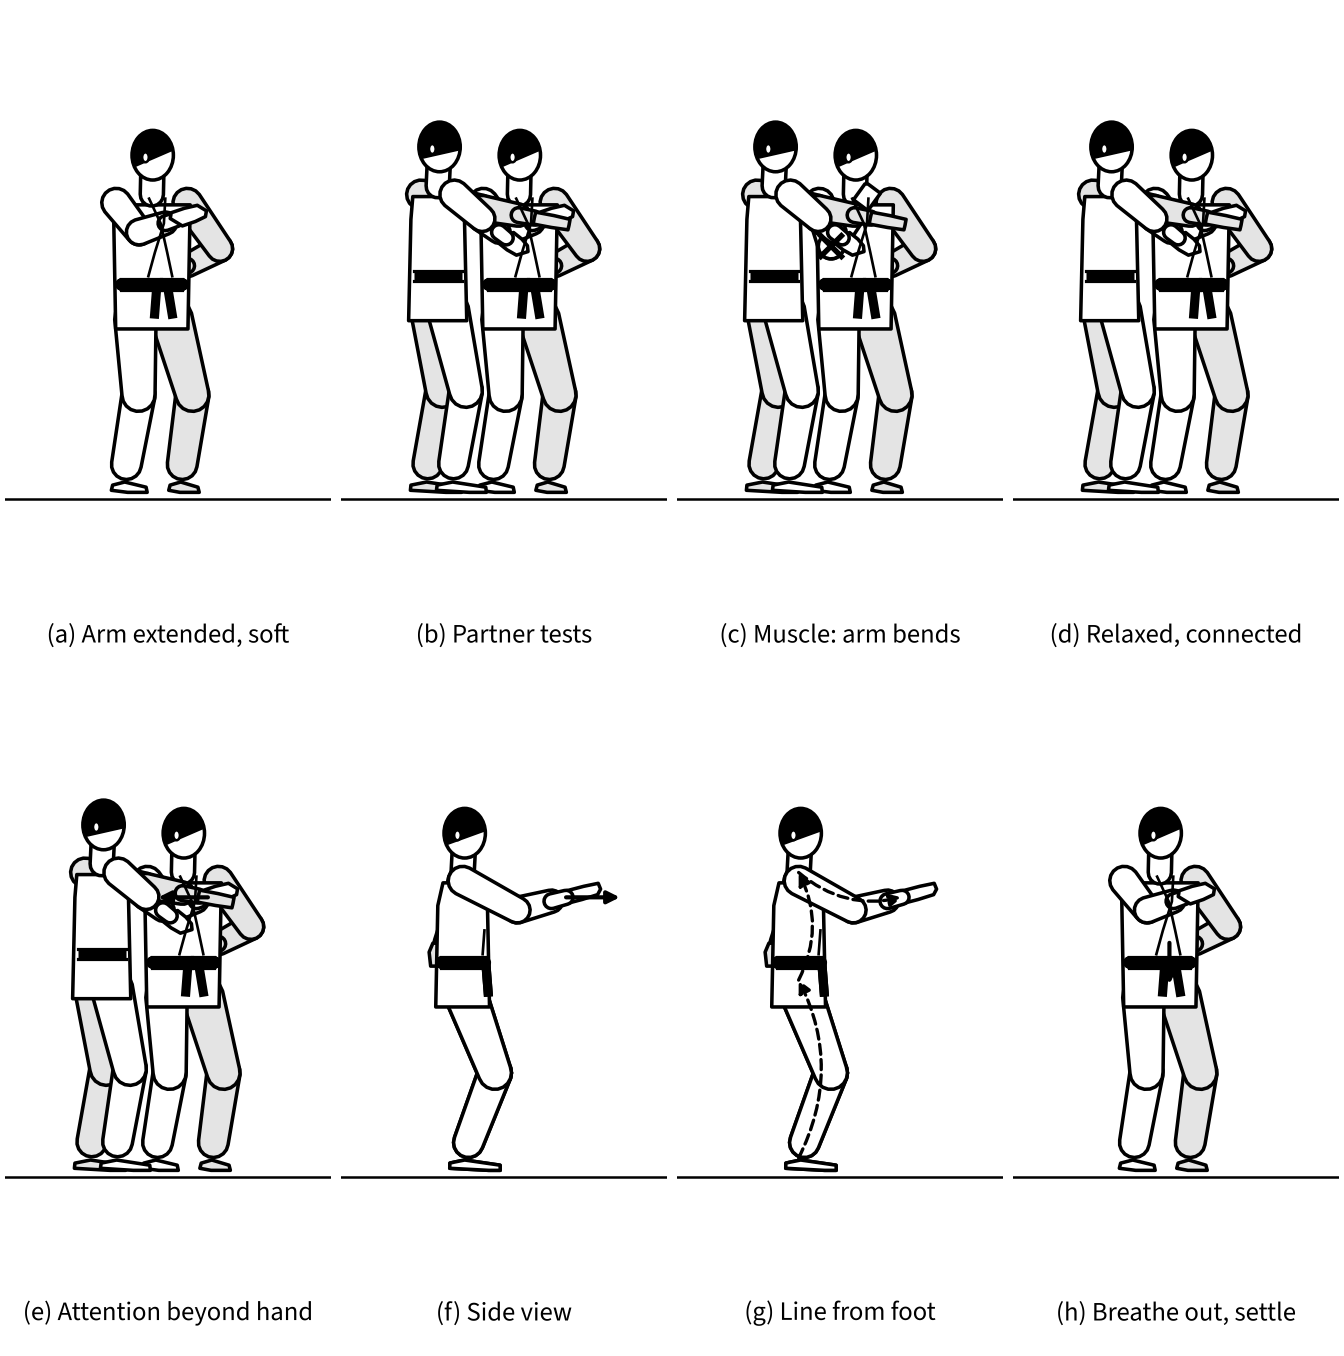 (a) Arm extended, soft
(b) Partner tests
(c) Muscle: arm bends
(d) Relaxed, connected
(e) Attention beyond hand
(f) Side view
(g) Line from foot
(h) Breathe out, settle